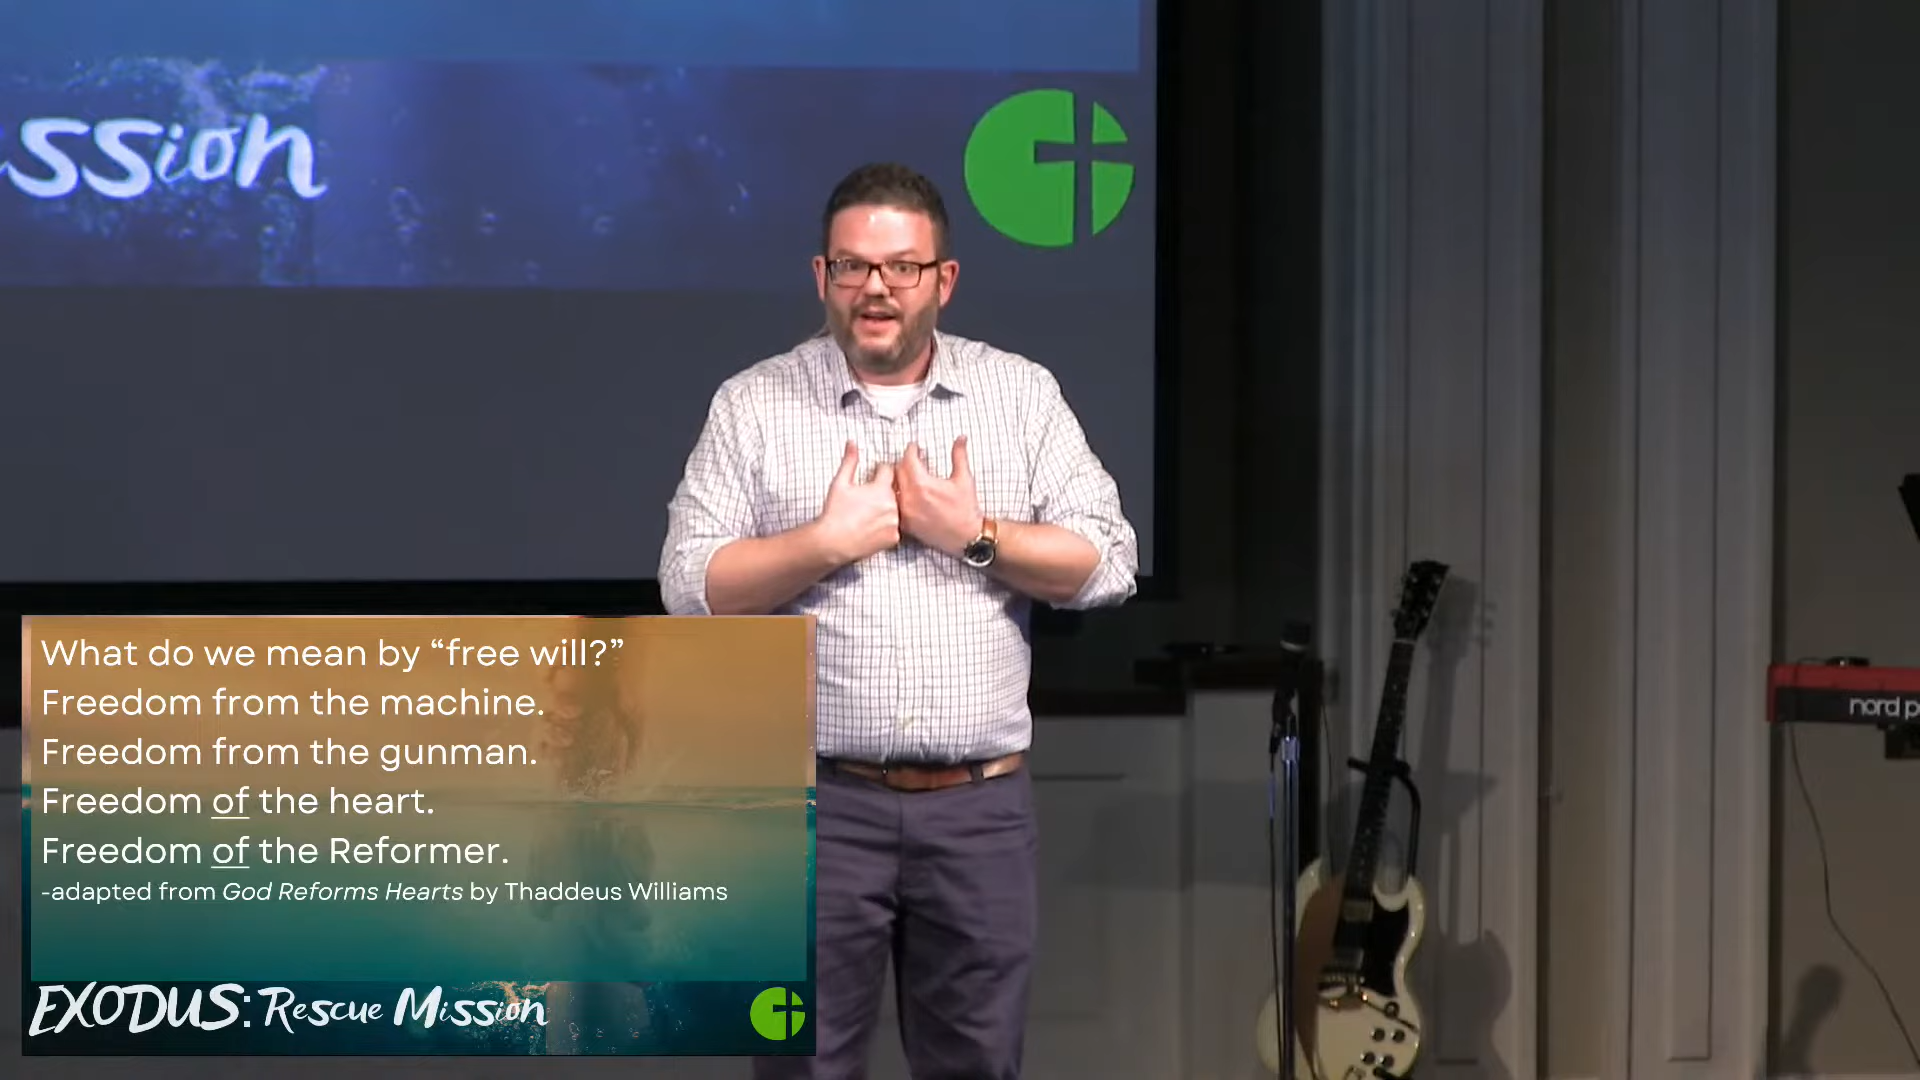 ssion
What do we mean by “free will?”
Freedom from the machine.
Freedom from the gunman.
Freedom of the heart.
Freedom of the Reformer.
-adapted from God Reforms Hearts by Thaddeus Williams
EXODUS: Rescue Mission
nord p